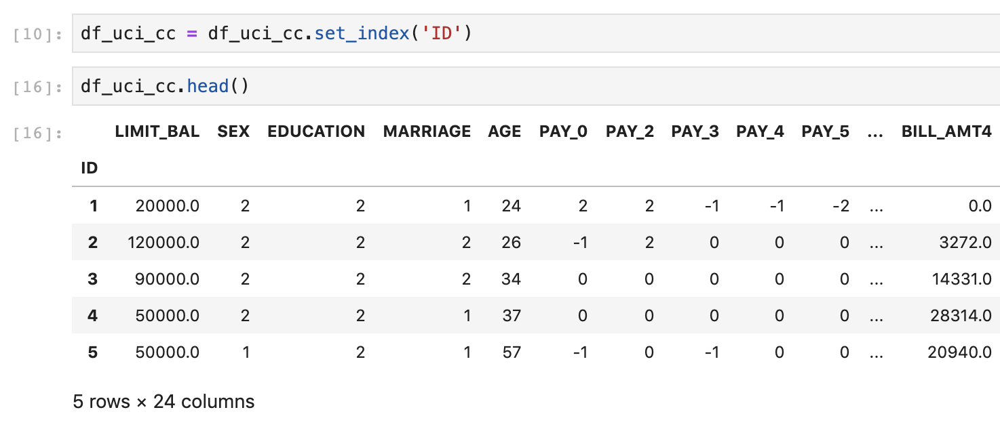 [10]: df_uci_cc = df_uci_cc.set_index('ID')
[16]: df_uci_cc.head()
[16]: LIMIT_BAL SEX EDUCATION MARRIAGE AGE PAY_0 PAY_2 PAY_3 PAY_4 PAY_5 ... BILL_AMT4
ID
1 20000.0 2 2 1 24 2 2 -1 -1 -2 ... 0.0
2 120000.0 2 2 2 26 -1 2 0 0 0 ... 3272.0
3 90000.0 2 2 2 34 0 0 0 0 0 ... 14331.0
4 50000.0 2 2 1 37 0 0 0 0 0 ... 28314.0
5 50000.0 1 2 1 57 -1 0 -1 0 0 ... 20940.0
5 rows × 24 columns